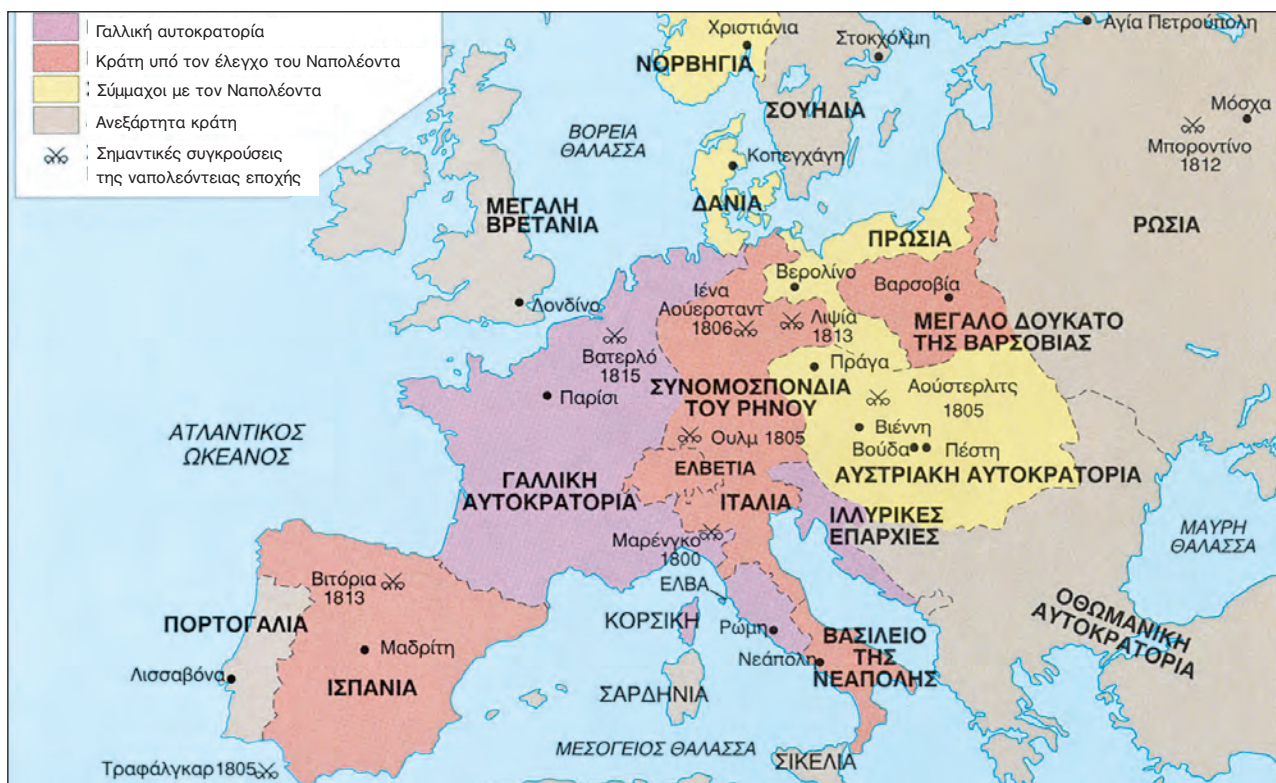 Γαλλική αυτοκρατορία
Κράτη υπό τον έλεγχο του Ναπολέοντα
Σύμμαχοι με τον Ναπολέοντα
Ανεξάρτητα κράτη
Σημαντικές συγκρούσεις
της ναπολεόντειας εποχής
Χριστιάνια
ΝΟΡΒΗΓΙΑ
Στοκχόλμη
Αγία Πετρούπολη
ΣΟΥΗΔΙΑ
Μόσχα
Μποροντίνο
1812
ΒΟΡΕΙΑ
ΘΑΛΑΣΣΑ
Κοπεγχάγη
ΔΑΝΙΑ
ΜΕΓΑΛΗ
ΒΡΕΤΑΝΙΑ
ΡΩΣΙΑ
ΠΡΩΣΙΑ
Βερολίνο
Βαρσοβία
Λονδίνο
Ιένα
Αούερσταντ
1806
Λιψία
1813
ΜΕΓΑΛΟ ΔΟΥΚΑΤΟ
ΤΗΣ ΒΑΡΣΟΒΙΑΣ
Βατερλό
1815
Πράγα
Παρίσι
ΣΥΝΟΜΟΣΠΟΝΔΙΑ
ΤΟΥ ΡΗΝΟΥ
Αούστερλιτς
1805
ΑΤΛΑΝΤΙΚΟΣ
ΩΚΕΑΝΟΣ
Βιέννη
Ουλμ 1805
Βούδα
Πέστη
ΕΛΒΕΤΙΑ
ΑΥΣΤΡΙΑΚΗ ΑΥΤΟΚΡΑΤΟΡΙΑ
ΓΑΛΛΙΚΗ
ΑΥΤΟΚΡΑΤΟΡΙΑ
ΙΤΑΛΙΑ
ΙΛΛΥΡΙΚΕΣ
ΕΠΑΡΧΙΕΣ
ΜΑΥΡΗ
ΘΑΛΑΣΣΑ
Μαρένγκο
1800
ΕΛΒΑ
Βιτόρια
1813
ΚΟΡΣΙΚΗ
ΟΘΩΜΑΝΙΚΗ
ΑΥΤΟΚΡΑΤΟΡΙΑ
ΠΟΡΤΟΓΑΛΙΑ
Ρώμη
ΒΑΣΙΛΕΙΟ
ΤΗΣ
ΝΕΑΠΟΛΗΣ
Μαδρίτη
Νεάπολη
Λισσαβόνα
ΙΣΠΑΝΙΑ
ΣΑΡΔΗΝΙΑ
ΜΕΣΟΓΕΙΟΣ ΘΑΛΑΣΣΑ
ΣΙΚΕΛΙΑ
Τραφάλγκαρ 1805